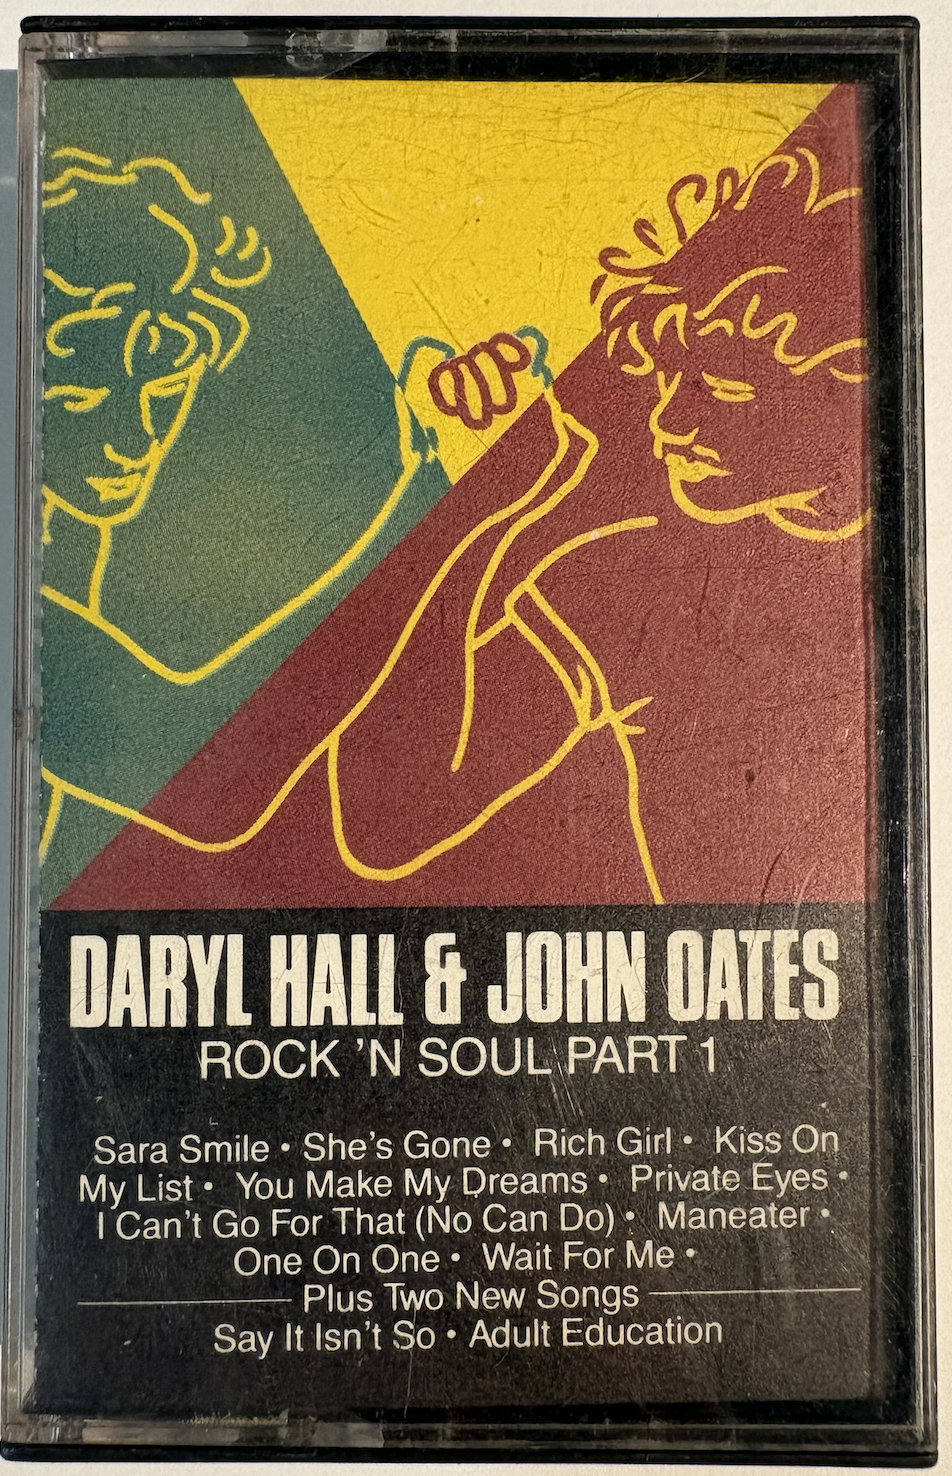 DARYL HALL & JOHN OATES
ROCK 'N SOUL PART 1
Sara Smile • She's Gone • Rich Girl • Kiss On
My List • You Make My Dreams • Private Eyes •
I Can't Go For That (No Can Do) • Maneater •
One On One • Wait For Me •
Plus Two New Songs
Say It Isn't So • Adult Education